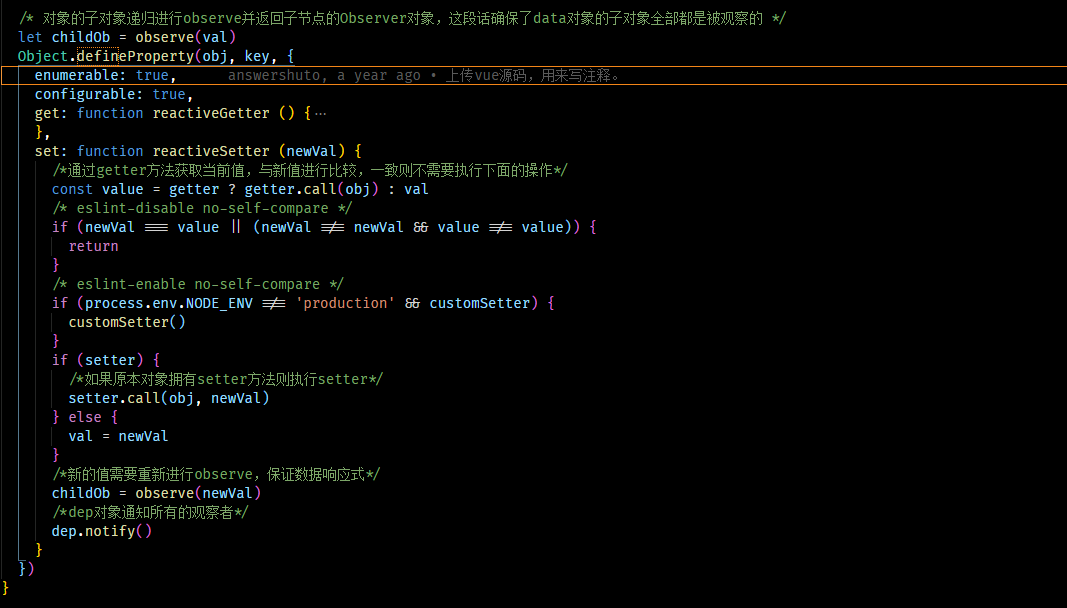 /* 对象的子对象递归进行observe并返回子节点的Observer对象，这段话确保了data对象的子对象全部都是被观察的 */
let childOb = observe(val)
Object.defineProperty(obj, key, {
enumerable: true, answershuto, a year ago • 上传vue源码，用来写注释。
configurable: true,
get: function reactiveGetter () {…
},
set: function reactiveSetter (newVal) {
/*通过getter方法获取当前值，与新值进行比较，一致则不需要执行下面的操作*/
const value = getter ? getter.call(obj) : val
/* eslint-disable no-self-compare */
if (newVal === value || (newVal !== newVal && value !== value)) {
return
}
/* eslint-enable no-self-compare */
if (process.env.NODE_ENV !== 'production' && customSetter) {
customSetter()
}
if (setter) {
/*如果原本对象拥有setter方法则执行setter*/
setter.call(obj, newVal)
} else {
val = newVal
}
/*新的值需要重新进行observe，保证数据响应式*/
childOb = observe(newVal)
/*dep对象通知所有的观察者*/
dep.notify()
}
})
}